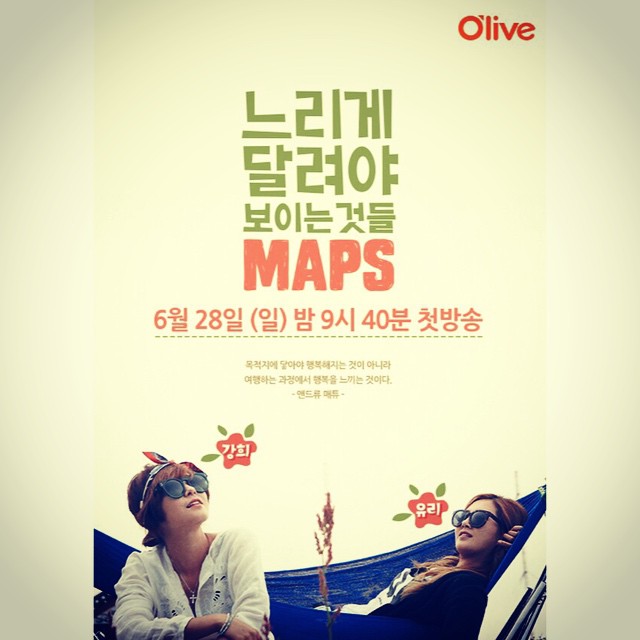 O'live
느리게
달려야
보이는것들
MAPS
6월 28일 (일) 밤 9시 40분 첫방송
목적지에 닿아야 행복해지는 것이 아니라
여행하는 과정에서 행복을 느끼는 것이다.
- 앤드류 매튜 -
강희
유리